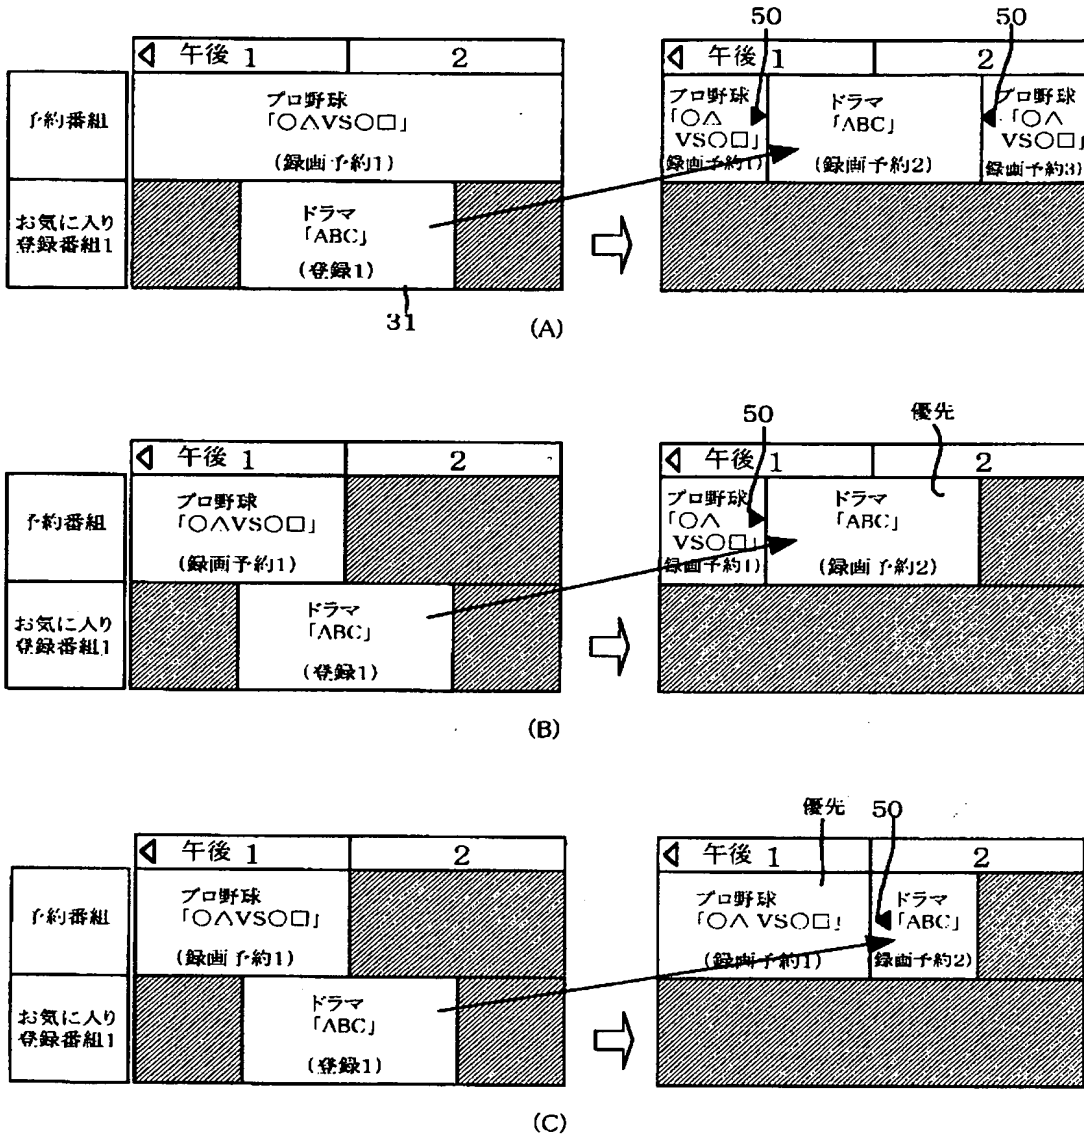 50
50
午後 1
2
予約番組
プロ野球
「○△VS○□」
(録画予約1)
お気に入り
登録番組1
ドラマ
「ABC」
(登録1)
31
午後 1
2
プロ野球
「○△
VS○□」
録画予約1)
ドラマ
「ABC」
(録画予約2)
プロ野球
「○△
VS○□」
録画予約3)
(A)
午後 1
2
予約番組
プロ野球
「○△VS○□」
(録画予約1)
お気に入り
登録番組1
ドラマ
「ABC」
(登録1)
50
優先
午後 1
2
プロ野球
「○△
VS○□」
録画予約1)
ドラマ
「ABC」
(録画予約2)
(B)
午後 1
2
予約番組
プロ野球
「○△VS○□」
(録画予約1)
お気に入り
登録番組1
ドラマ
「ABC」
(登録1)
優先
50
午後 1
2
プロ野球
「○△ VS○□」
(録画予約1)
ドラマ
「ABC」
録画予約2)
(C)